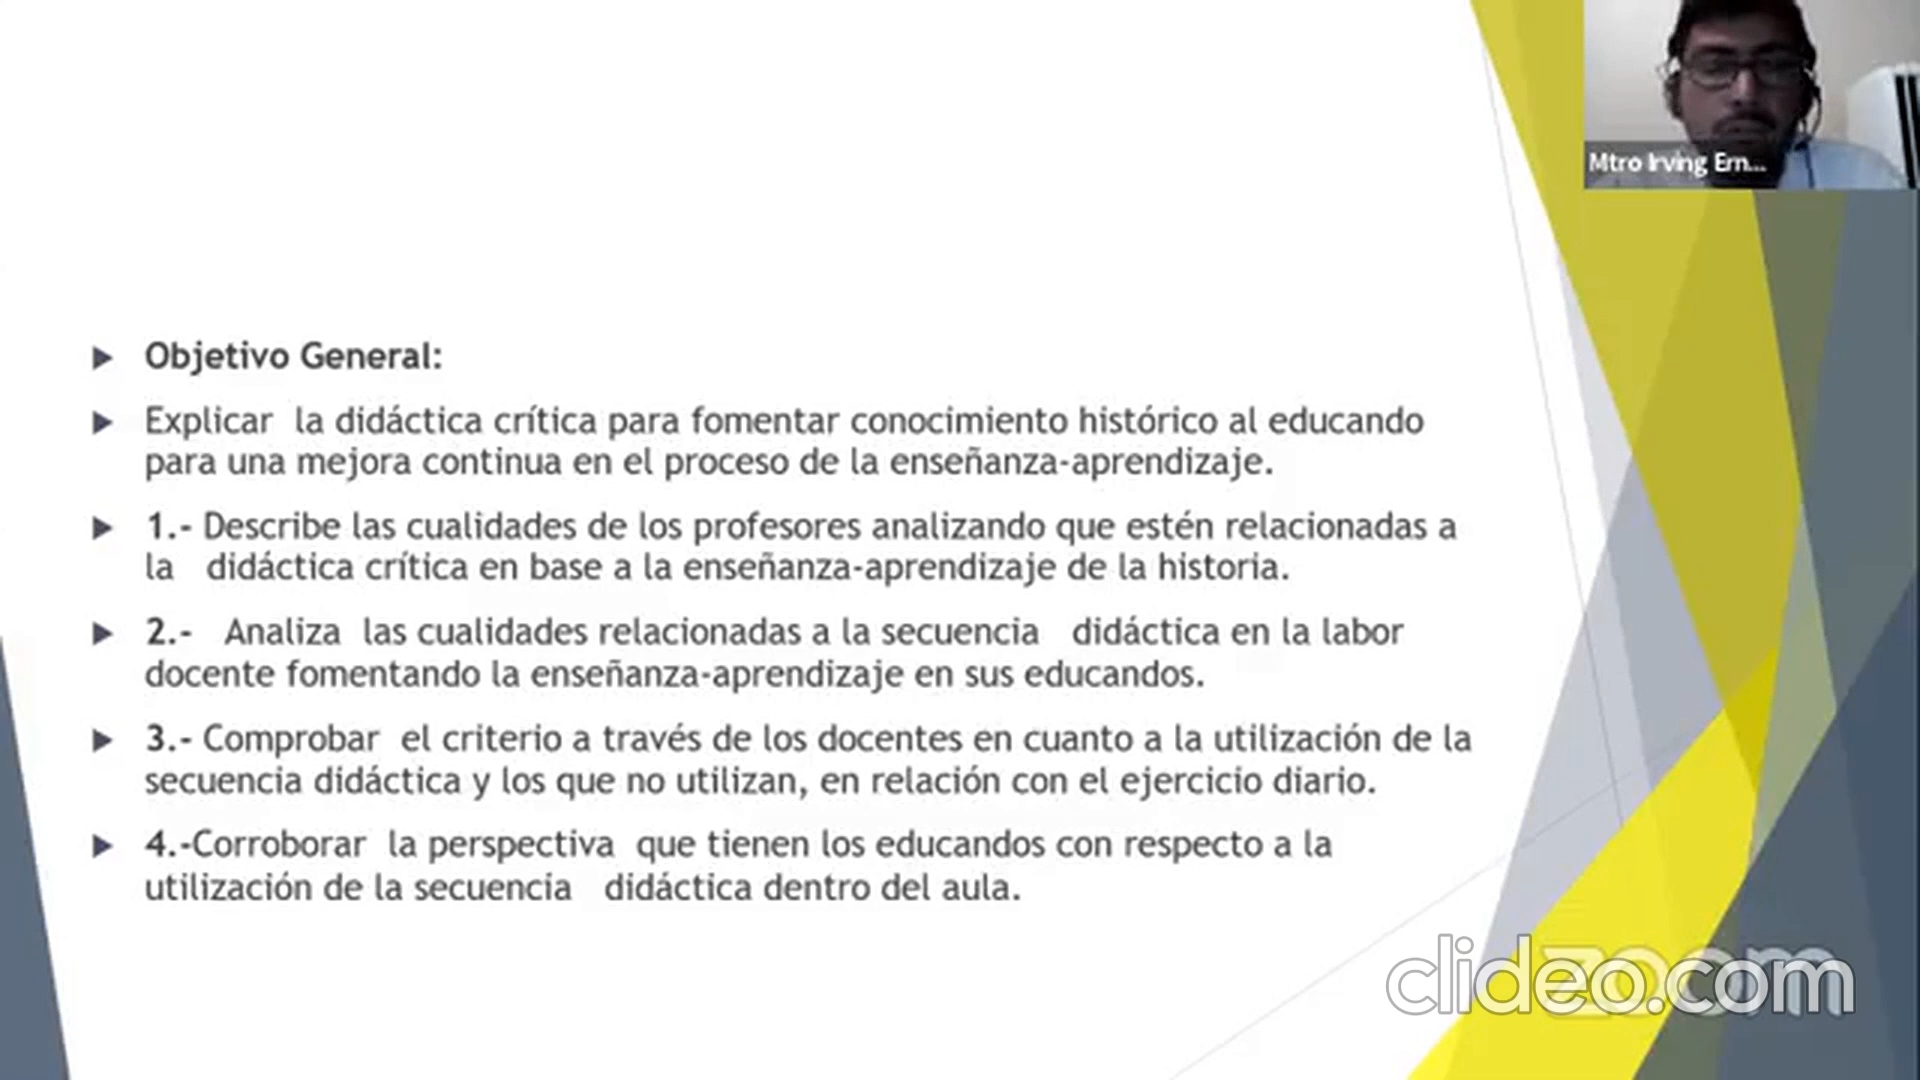 Mtro Irving Ern...
Objetivo General:
Explicar la didáctica crítica para fomentar conocimiento histórico al educando
para una mejora continua en el proceso de la enseñanza-aprendizaje.
1.- Describe las cualidades de los profesores analizando que estén relacionadas a
la didáctica crítica en base a la enseñanza-aprendizaje de la historia.
2.- Analiza las cualidades relacionadas a la secuencia didáctica en la labor
docente fomentando la enseñanza-aprendizaje en sus educandos.
3.- Comprobar el criterio a través de los docentes en cuanto a la utilización de la
secuencia didáctica y los que no utilizan, en relación con el ejercicio diario.
4.-Corroborar la perspectiva que tienen los educandos con respecto a la
utilización de la secuencia didáctica dentro del aula.
zoom
clideo.com